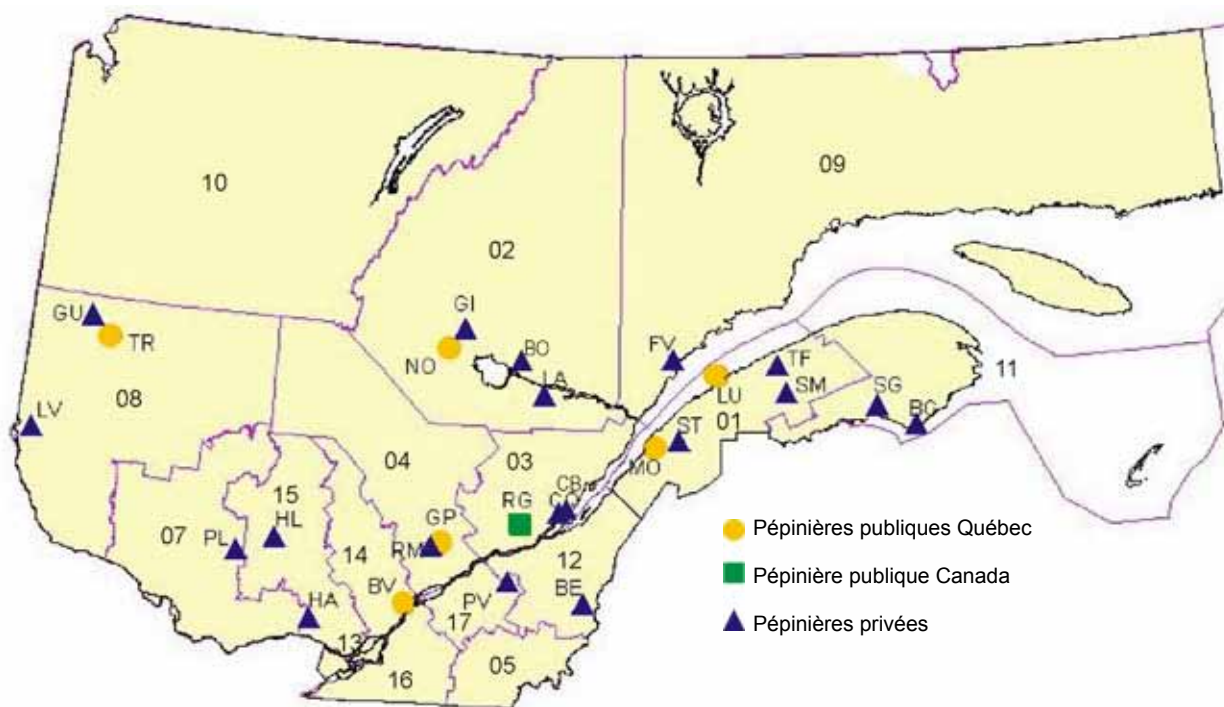 10
09
02
GU
TR
GI
NO
BO
LA
FV
LU
TF
SM
01
SG
BC
11
LV
08
04
03
ST
MO
CB
CO
RG
15
HL
07
PL
14
GP
RM
BV
HA
12
PV
BE
17
13
16
05
Pépinières publiques Québec
Pépinière publique Canada
Pépinières privées